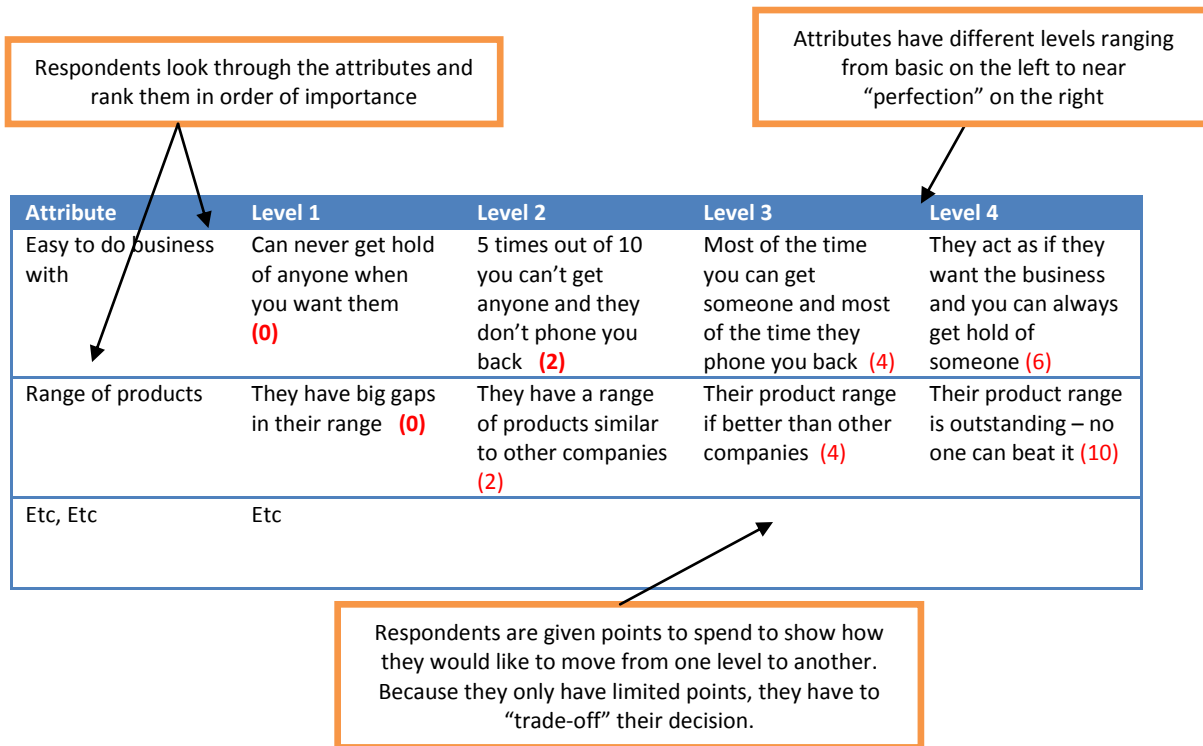 Respondents look through the attributes and
rank them in order of importance
Attributes have different levels ranging
from basic on the left to near
“perfection” on the right
Attribute
Level 1
Level 2
Level 3
Level 4
Easy to do business
with
Can never get hold
of anyone when
you want them
(0)
5 times out of 10
you can’t get
anyone and they
don’t phone you
back (2)
Most of the time
you can get
someone and most
of the time they
phone you back (4)
They act as if they
want the business
and you can always
get hold of
someone (6)
Range of products
They have big gaps
in their range (0)
They have a range
of products similar
to other companies
(2)
Their product range
if better than other
companies (4)
Their product range
is outstanding – no
one can beat it (10)
Etc, Etc
Etc
Respondents are given points to spend to show how
they would like to move from one level to another.
Because they only have limited points, they have to
“trade-off” their decision.